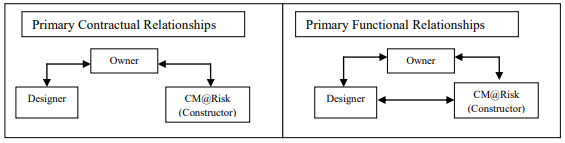 Primary Contractual Relationships
Owner
Designer
CM@Risk
(Constructor)
Primary Functional Relationships
Owner
Designer
CM@Risk
(Constructor)